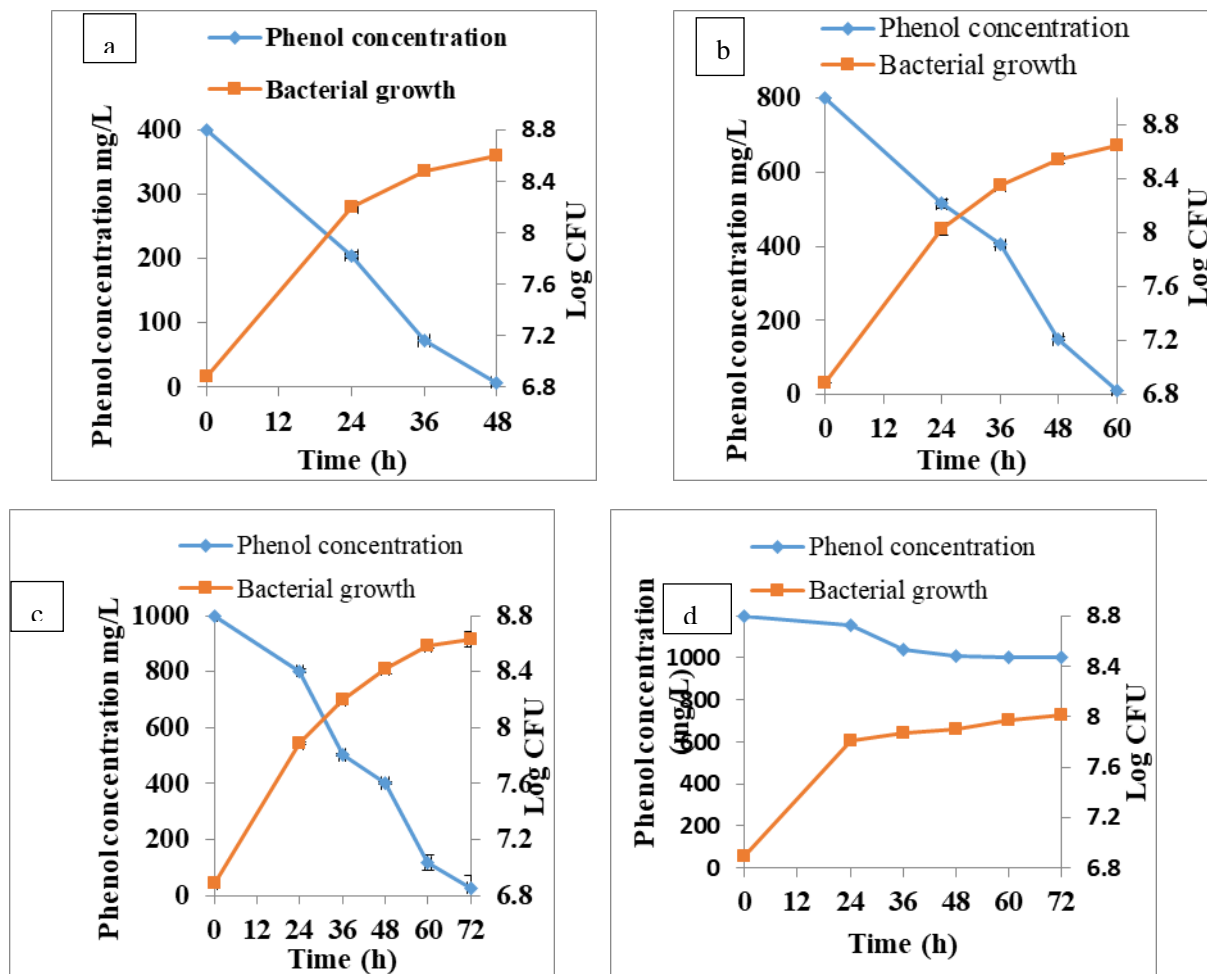 a
Phenol concentration
Bacterial growth
Phenol concentration mg/L
400
300
200
100
0
8.8
8.4
8
7.6
7.2
6.8
Log CFU
0 12 24 36 48
Time (h)
b
Phenol concentration
Bacterial growth
Phenol concentration mg/L
800
600
400
200
0
8.8
8.4
8
7.6
7.2
6.8
Log CFU
0 12 24 36 48 60
Time (h)
c
Phenol concentration
Bacterial growth
Phenol concentration mg/L
1000
800
600
400
200
0
8.8
8.4
8
7.6
7.2
6.8
Log CFU
0 12 24 36 48 60 72
Time (h)
d
Phenol concentration
Bacterial growth
Phenol concentration
(mg/L)
1000
800
600
400
200
0
8.8
8.4
8
7.6
7.2
6.8
Log CFU
0 12 24 36 48 60 72
Time (h)